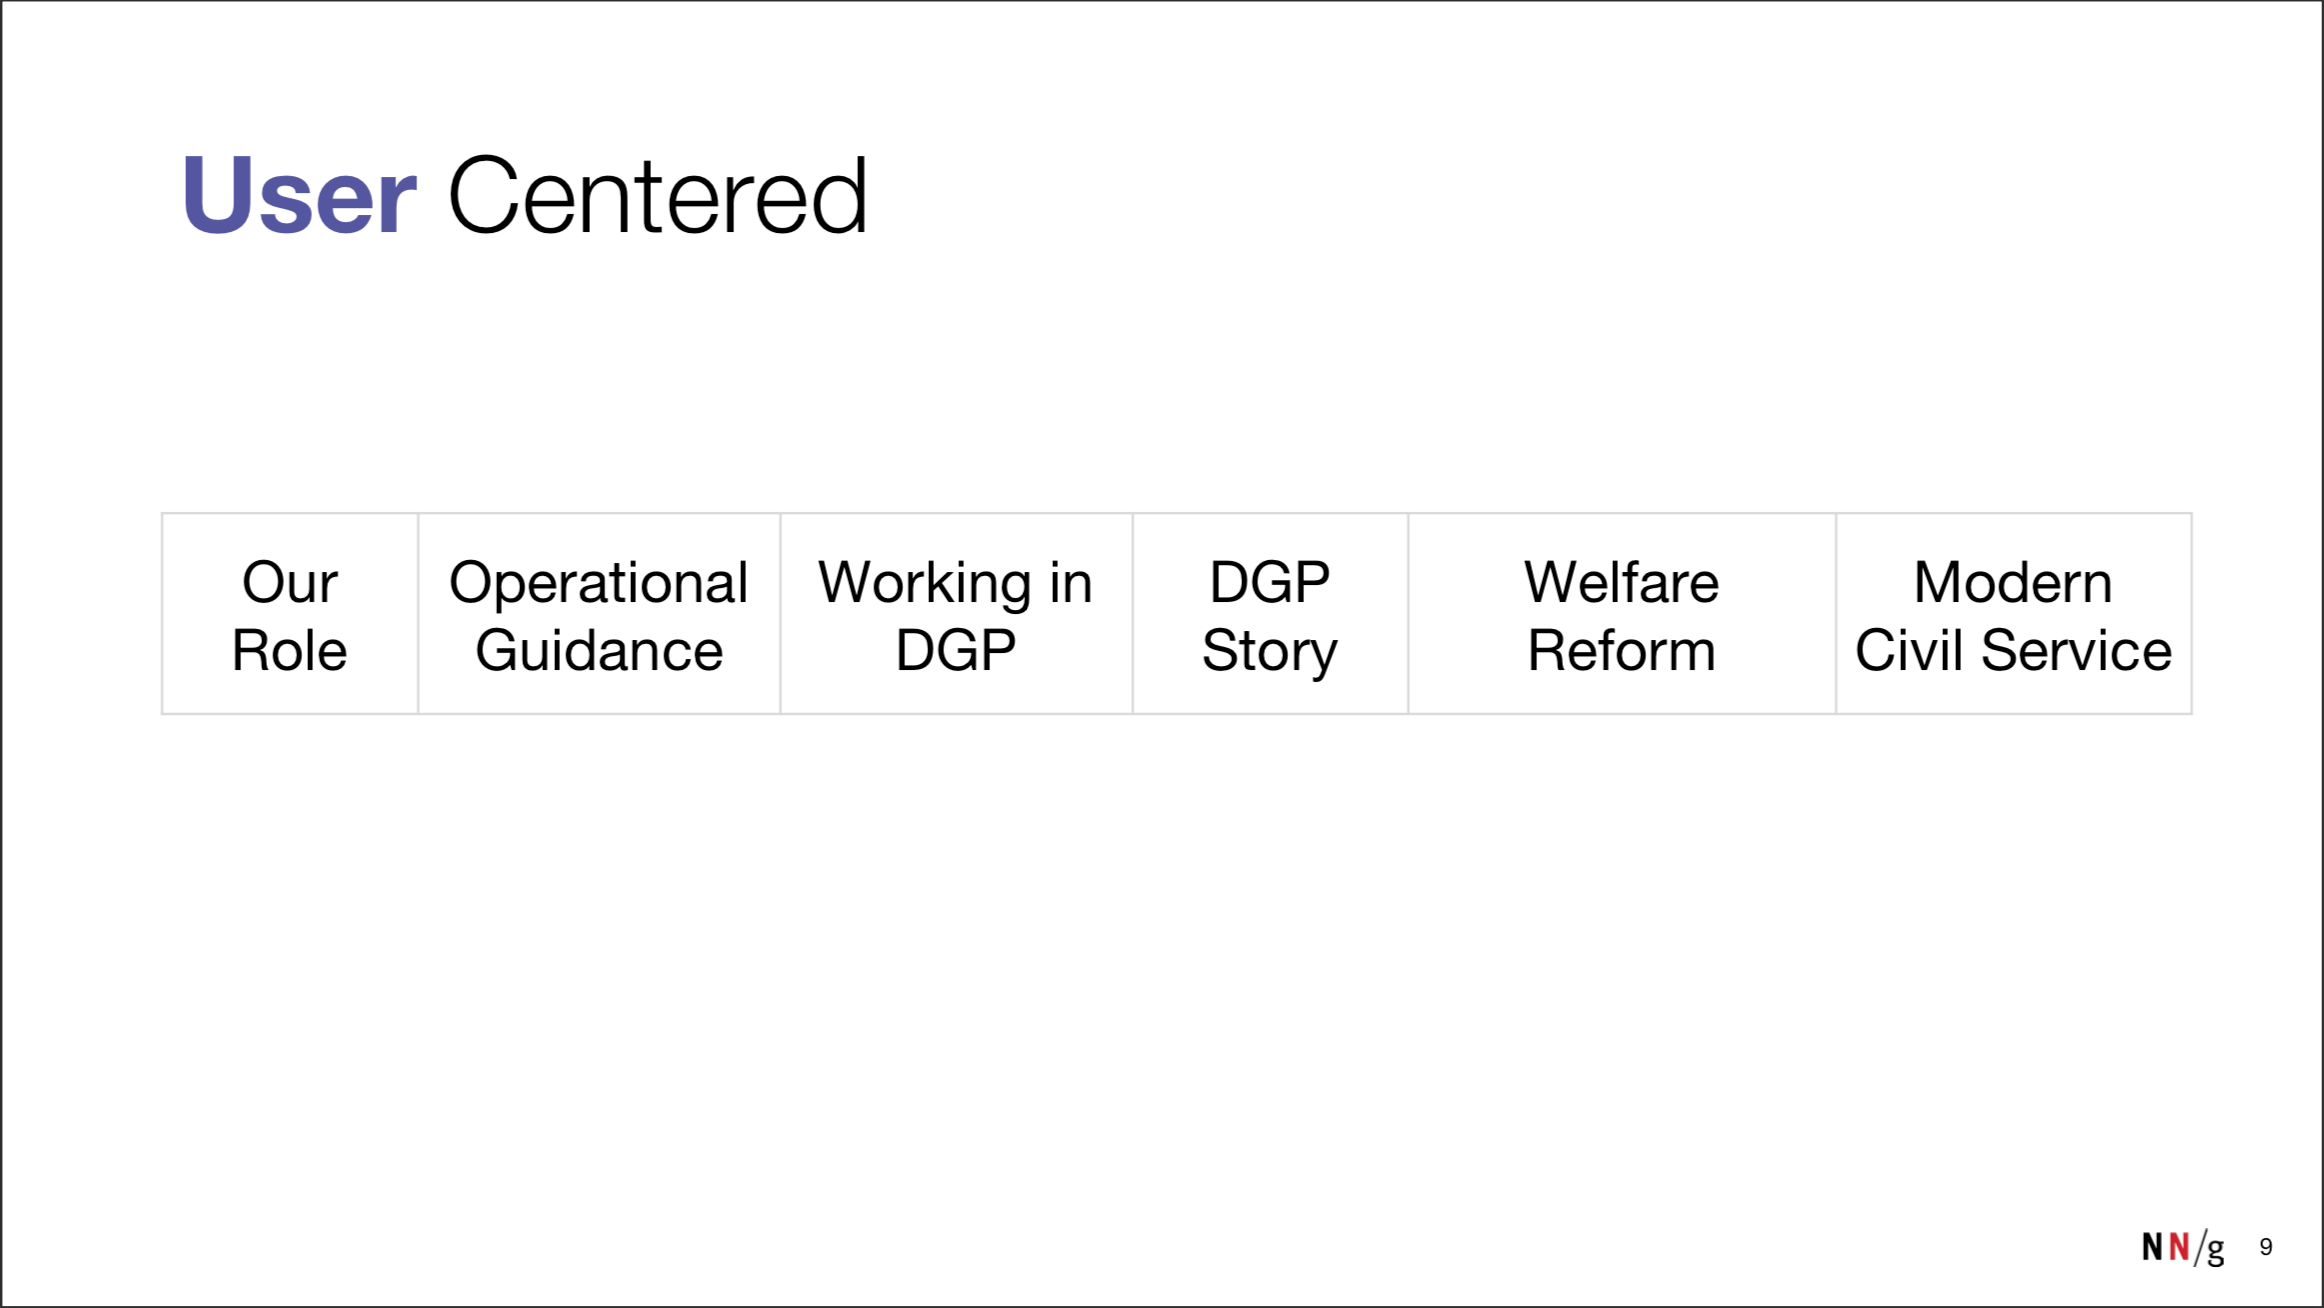 User Centered
Our Role
Operational Guidance
Working in DGP
DGP Story
Welfare Reform
Modern Civil Service
NN/g 9